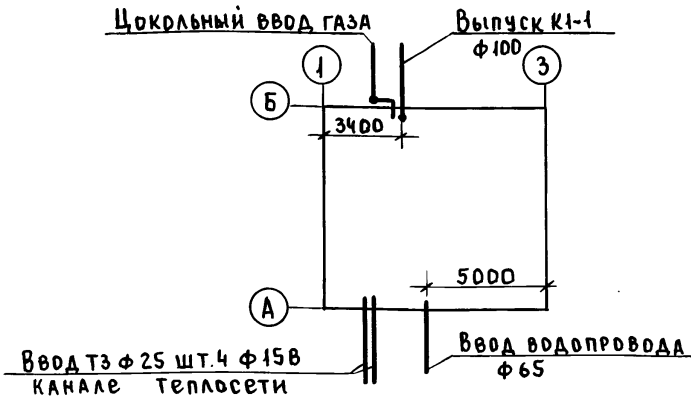 Цокольный ввод газа
Выпуск К1-1
ф100
1
3
Б
3400
5000
А
Ввод Т3 ф25 шт.4 ф15в
канале теплосети
Ввод водопровода
ф65